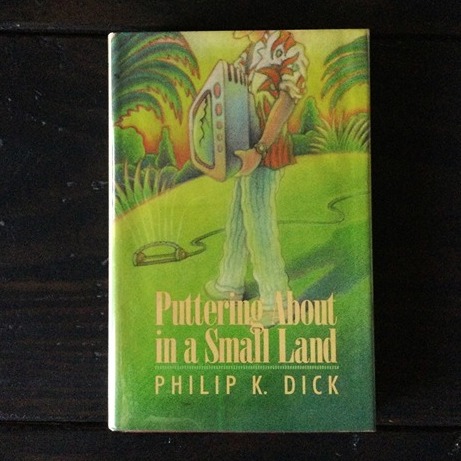 Puttering About
in a Small Land
PHILIP K. DICK